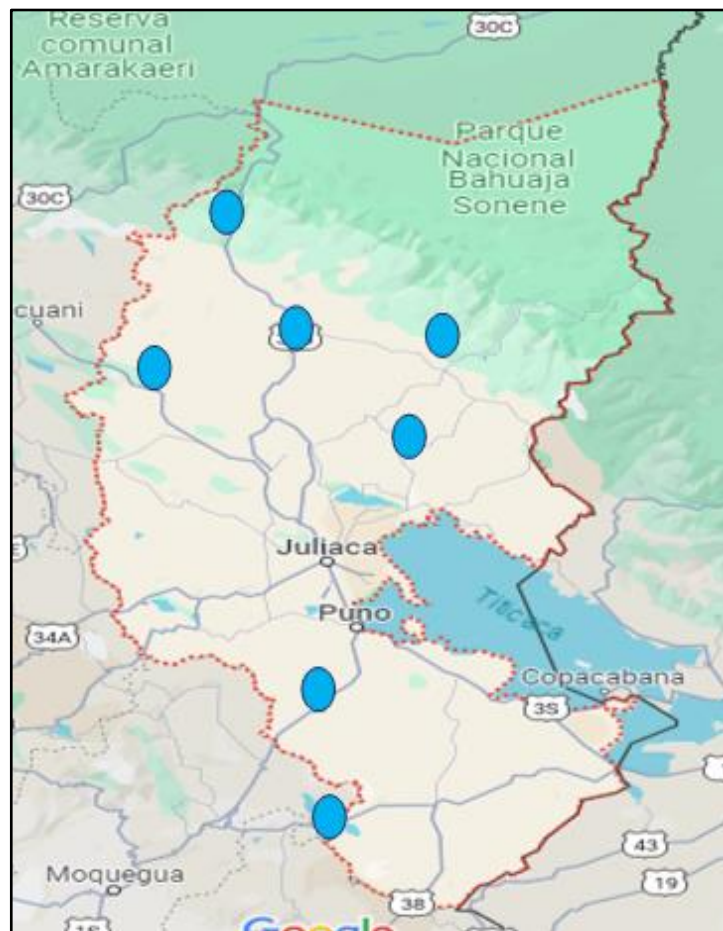 Reserva
comunal
Amarakaeri
30C
Parque
Nacional
Bahuaja
Sonene
30C
cuani
Juliaca
Puno
Titicaca
34A
Copacabana
3S
Moquegua
43
19
38
1S
Google